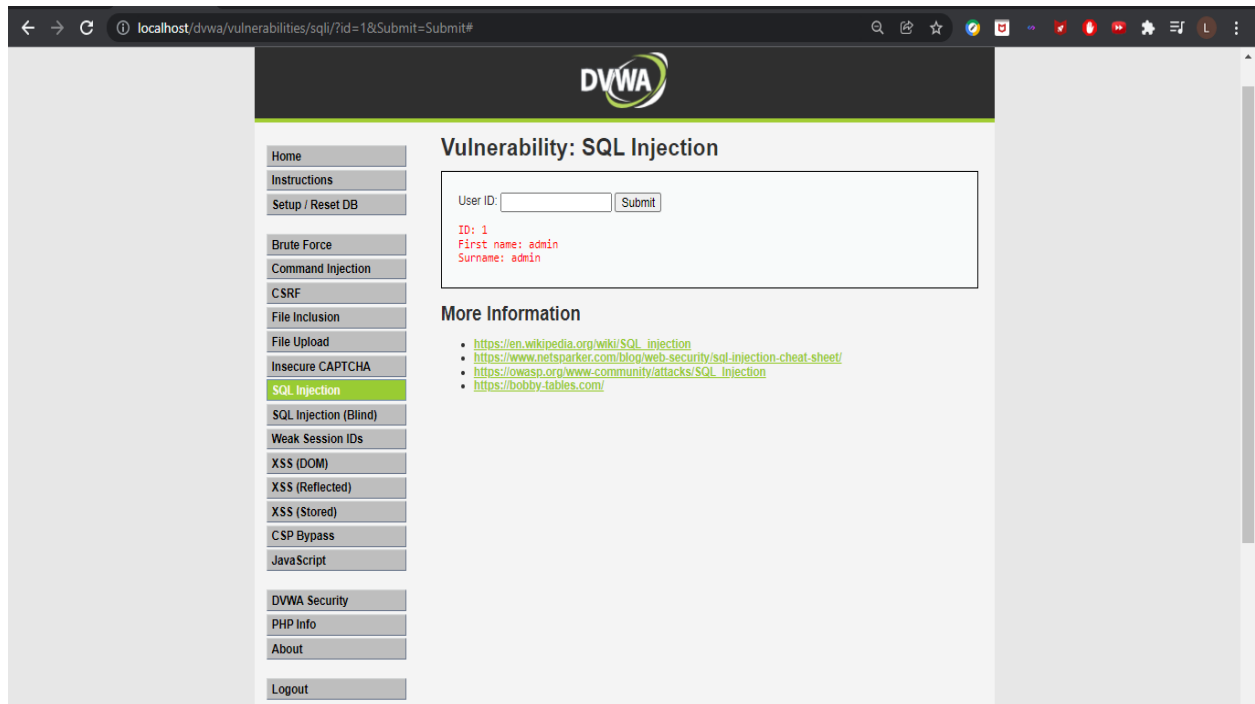 localhost/dvwa/vulnerabilities/sqli/?id=1&Submit=Submit#
L
DVWA
Home
Instructions
Setup / Reset DB
Brute Force
Command Injection
CSRF
File Inclusion
File Upload
Insecure CAPTCHA
SQL Injection
SQL Injection (Blind)
Weak Session IDs
XSS (DOM)
XSS (Reflected)
XSS (Stored)
CSP Bypass
JavaScript
DVWA Security
PHP Info
About
Logout
Vulnerability: SQL Injection
User ID: Submit
ID: 1
First name: admin
Surname: admin
More Information
https://en.wikipedia.org/wiki/SQL_injection
https://www.netsparker.com/blog/web-security/sql-injection-cheat-sheet/
https://owasp.org/www-community/attacks/SQL_Injection
https://bobby-tables.com/